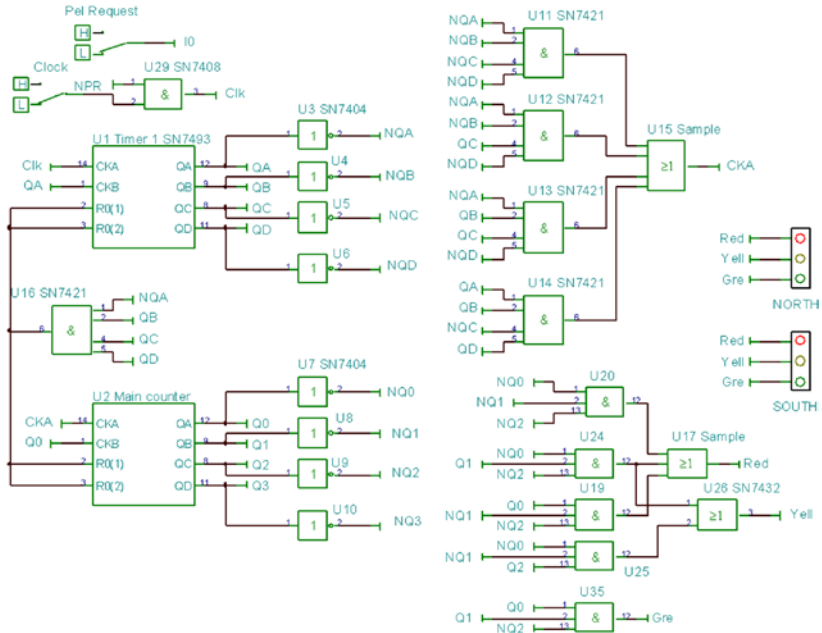 Pel Request
H
L
I0
Clock
H
L
NPR
U29 SN7408
1
2
&
3
Clk
U1 Timer 1 SN7493
Clk 14 CKA QA 12 QA
QA 1 CKB QB 9 QB
2 R0(1) QC 8 QC
3 R0(2) QD 11 QD
U3 SN7404
1 1 2 NQA
U4
1 1 2 NQB
U5
1 1 2 NQC
U6
1 1 2 NQD
U16 SN7421
6 & 1 NQA
2 QB
4 QC
5 QD
U2 Main counter
CKA 14 CKA QA 12 Q0
Q0 1 CKB QB 9 Q1
2 R0(1) QC 8 Q2
3 R0(2) QD 11 Q3
U7 SN7404
1 1 2 NQ0
U8
1 1 2 NQ1
U9
1 1 2 NQ2
U10
1 1 2 NQ3
U11 SN7421
NQA 1
NQB 2 & 6
NQC 4
NQD 5
U12 SN7421
NQA 1
NQB 2 & 6
QC 4
NQD 5
U13 SN7421
NQA 1
QB 2 & 6
QC 4
NQD 5
U14 SN7421
QA 1
QB 2 & 6
NQC 4
QD 5
U15 Sample
≥1 CKA
Red
Yell
Gre
NORTH
Red
Yell
Gre
SOUTH
U20
NQ0 1
NQ1 2 & 12
NQ2 13
U24
NQ0 1
Q1 2 & 12
NQ2 13
U19
Q0 1
NQ1 2 & 12
NQ2 13
NQ0 1
NQ1 2 & 12
Q2 13
U25
U17 Sample
≥1 Red
U26 SN7432
1
2
≥1 3 Yell
U35
Q0 1
Q1 2 & 12 Gre
NQ2 13